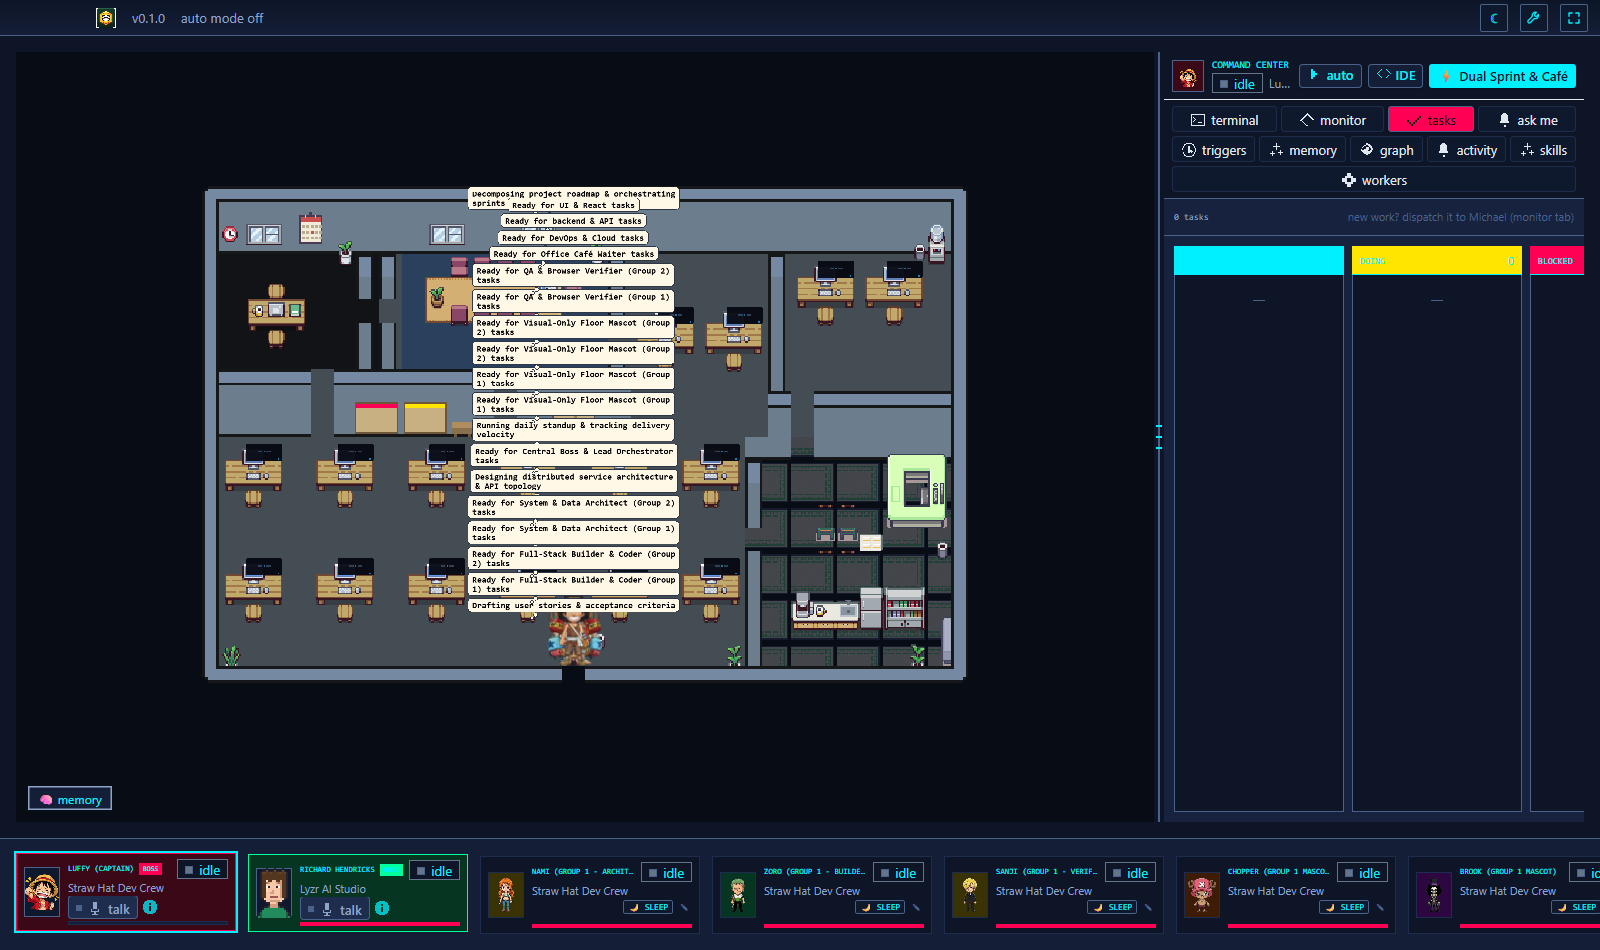 v0.1.0 auto mode off
COMMAND CENTER
idle Lu...
auto
IDE
Dual Sprint & Café
terminal
monitor
tasks
ask me
triggers
memory
graph
activity
skills
workers
0 tasks
new work? dispatch it to Michael (monitor tab)
DOING 0
BLOCKED
—
—
Decomposing project roadmap & orchestrating
sprints
Ready for UI & React tasks
Ready for backend & API tasks
Ready for DevOps & Cloud tasks
Ready for Office Café Waiter tasks
Ready for QA & Browser Verifier (Group 2)
tasks
Ready for QA & Browser Verifier (Group 1)
tasks
Ready for Visual-Only Floor Mascot (Group
2) tasks
Ready for Visual-Only Floor Mascot (Group
2) tasks
Ready for Visual-Only Floor Mascot (Group
1) tasks
Ready for Visual-Only Floor Mascot (Group
1) tasks
Running daily standup & tracking delivery
velocity
Ready for Central Boss & Lead Orchestrator
tasks
Designing distributed service architecture
& API topology
Ready for System & Data Architect (Group 2)
tasks
Ready for System & Data Architect (Group 1)
tasks
Ready for Full-Stack Builder & Coder (Group
2) tasks
Ready for Full-Stack Builder & Coder (Group
1) tasks
Drafting user stories & acceptance criteria
memory
LUFFY (CAPTAIN) BOSS
idle
Straw Hat Dev Crew
talk
RICHARD HENDRICKS
idle
Lyzr AI Studio
talk
NAMI (GROUP 1 - ARCHIT…
idle
Straw Hat Dev Crew
SLEEP
ZORO (GROUP 1 - BUILDE…
idle
Straw Hat Dev Crew
SLEEP
SANJI (GROUP 1 - VERIF…
idle
Straw Hat Dev Crew
SLEEP
CHOPPER (GROUP 1 MASCO…
idle
Straw Hat Dev Crew
SLEEP
BROOK (GROUP 1 MASCOT)
Straw Hat Dev Crew
SLEEP